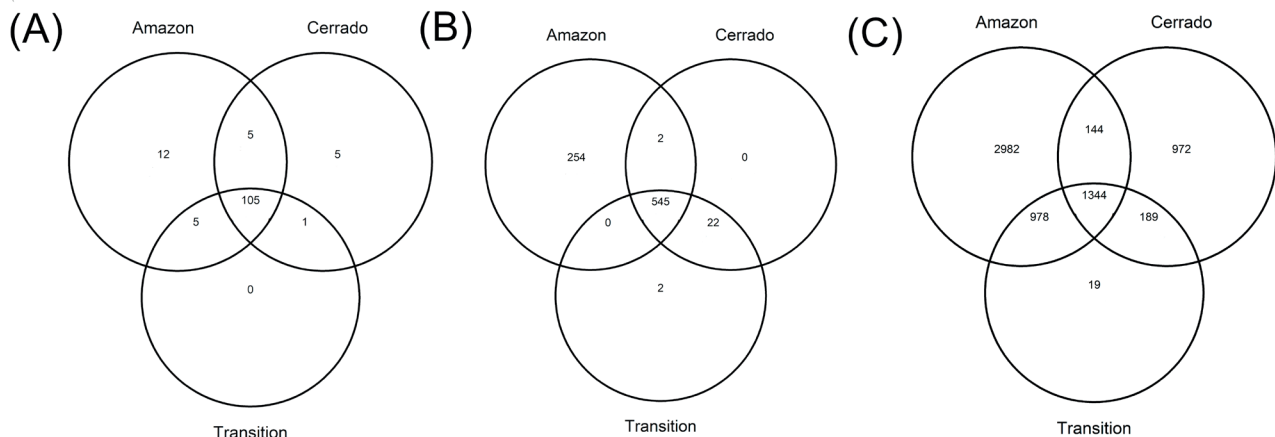 (A)
Amazon
Cerrado
12
5
5
105
5
1
0
Transition
(B)
Amazon
Cerrado
254
2
0
545
0
22
2
Transition
(C)
Amazon
Cerrado
2982
144
972
1344
978
189
19
Transition